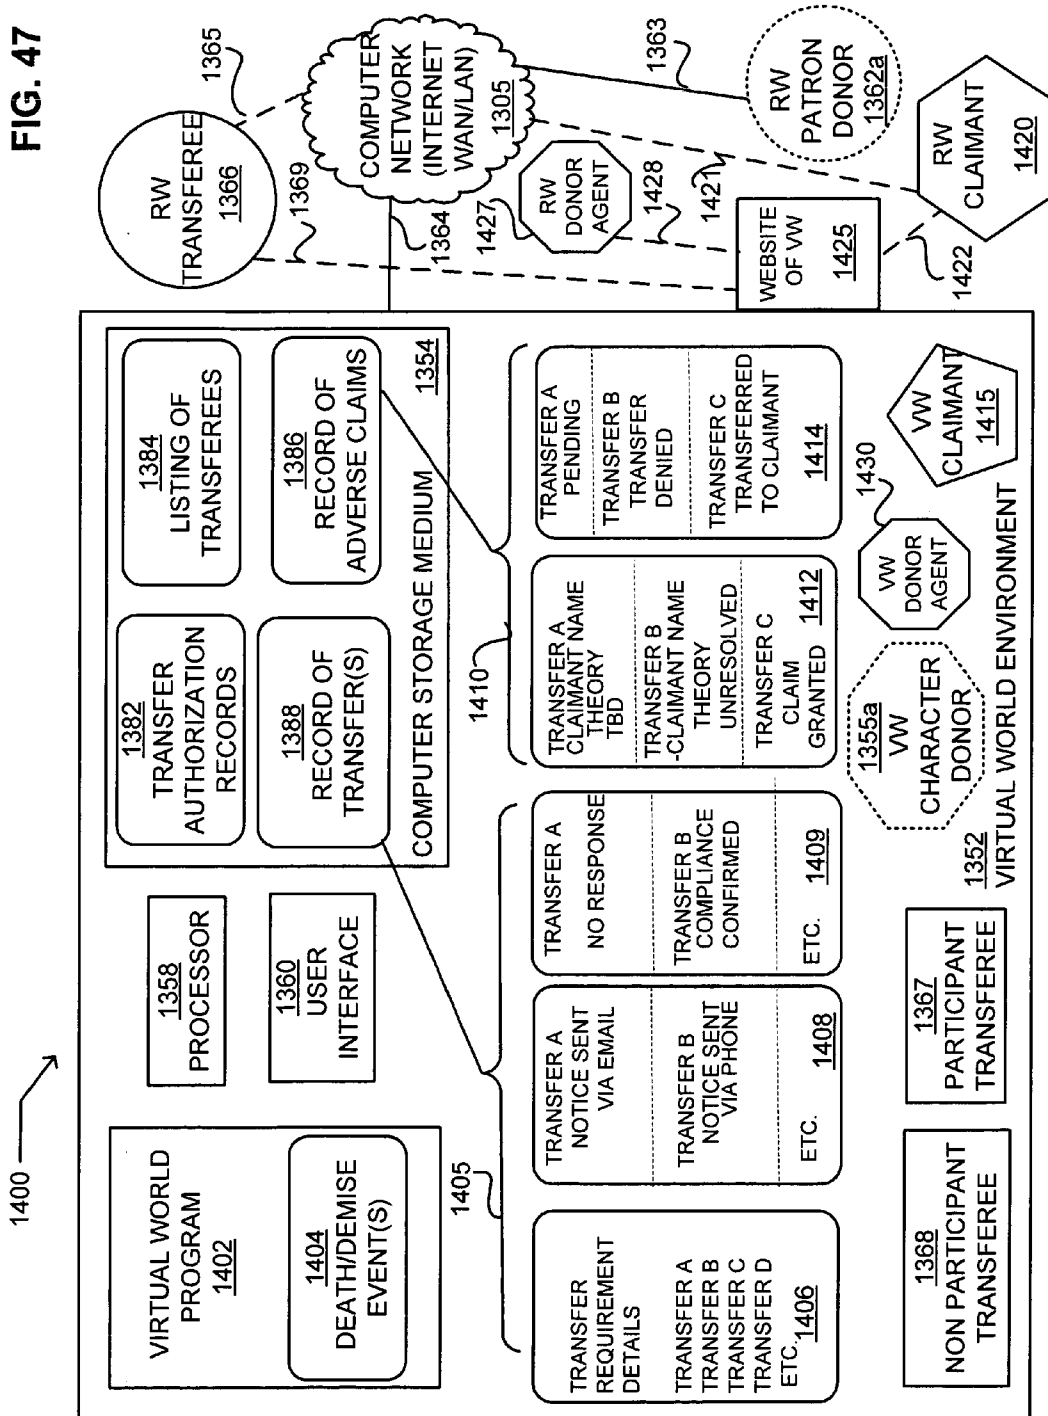 FIG. 47
1400
VIRTUAL WORLD
PROGRAM
1402
1404
DEATH/DEMISE
EVENT(S)
1358
PROCESSOR
1360
USER
INTERFACE
1382
TRANSFER
AUTHORIZATION
RECORDS
1384
LISTING OF
TRANSFEREES
1388
RECORD OF
TRANSFER(S)
1386
RECORD OF
ADVERSE CLAIMS
COMPUTER STORAGE MEDIUM
1354
RW
TRANSFEREE
1366
1365
1369
1364
COMPUTER
NETWORK
(INTERNET
WAN/LAN)
1305
1427
RW
DONOR
AGENT
1428
1421
1363
WEBSITE
OF VW
1425
1422
RW
PATRON
DONOR
1362a
RW
CLAIMANT
1420
1405
TRANSFER
REQUIREMENT
DETAILS
TRANSFER A
TRANSFER B
TRANSFER C
TRANSFER D
ETC.
1406
TRANSFER A
NOTICE SENT
VIA EMAIL
TRANSFER B
NOTICE SENT
VIA PHONE
ETC.
1408
TRANSFER A
NO RESPONSE
TRANSFER B
COMPLIANCE
CONFIRMED
ETC.
1409
1410
TRANSFER A
CLAIMANT NAME
THEORY
TBD
TRANSFER B
-CLAIMANT NAME
THEORY
UNRESOLVED
TRANSFER C
CLAIM
GRANTED
1412
TRANSFER A
PENDING
TRANSFER B
TRANSFER
DENIED
TRANSFER C
TRANSFERRED
TO CLAIMANT
1414
1368
NON PARTICIPANT
TRANSFEREE
1367
PARTICIPANT
TRANSFEREE
1355a
VW
CHARACTER
DONOR
VW
DONOR
AGENT
1430
VW
CLAIMANT
1415
1352
VIRTUAL WORLD ENVIRONMENT